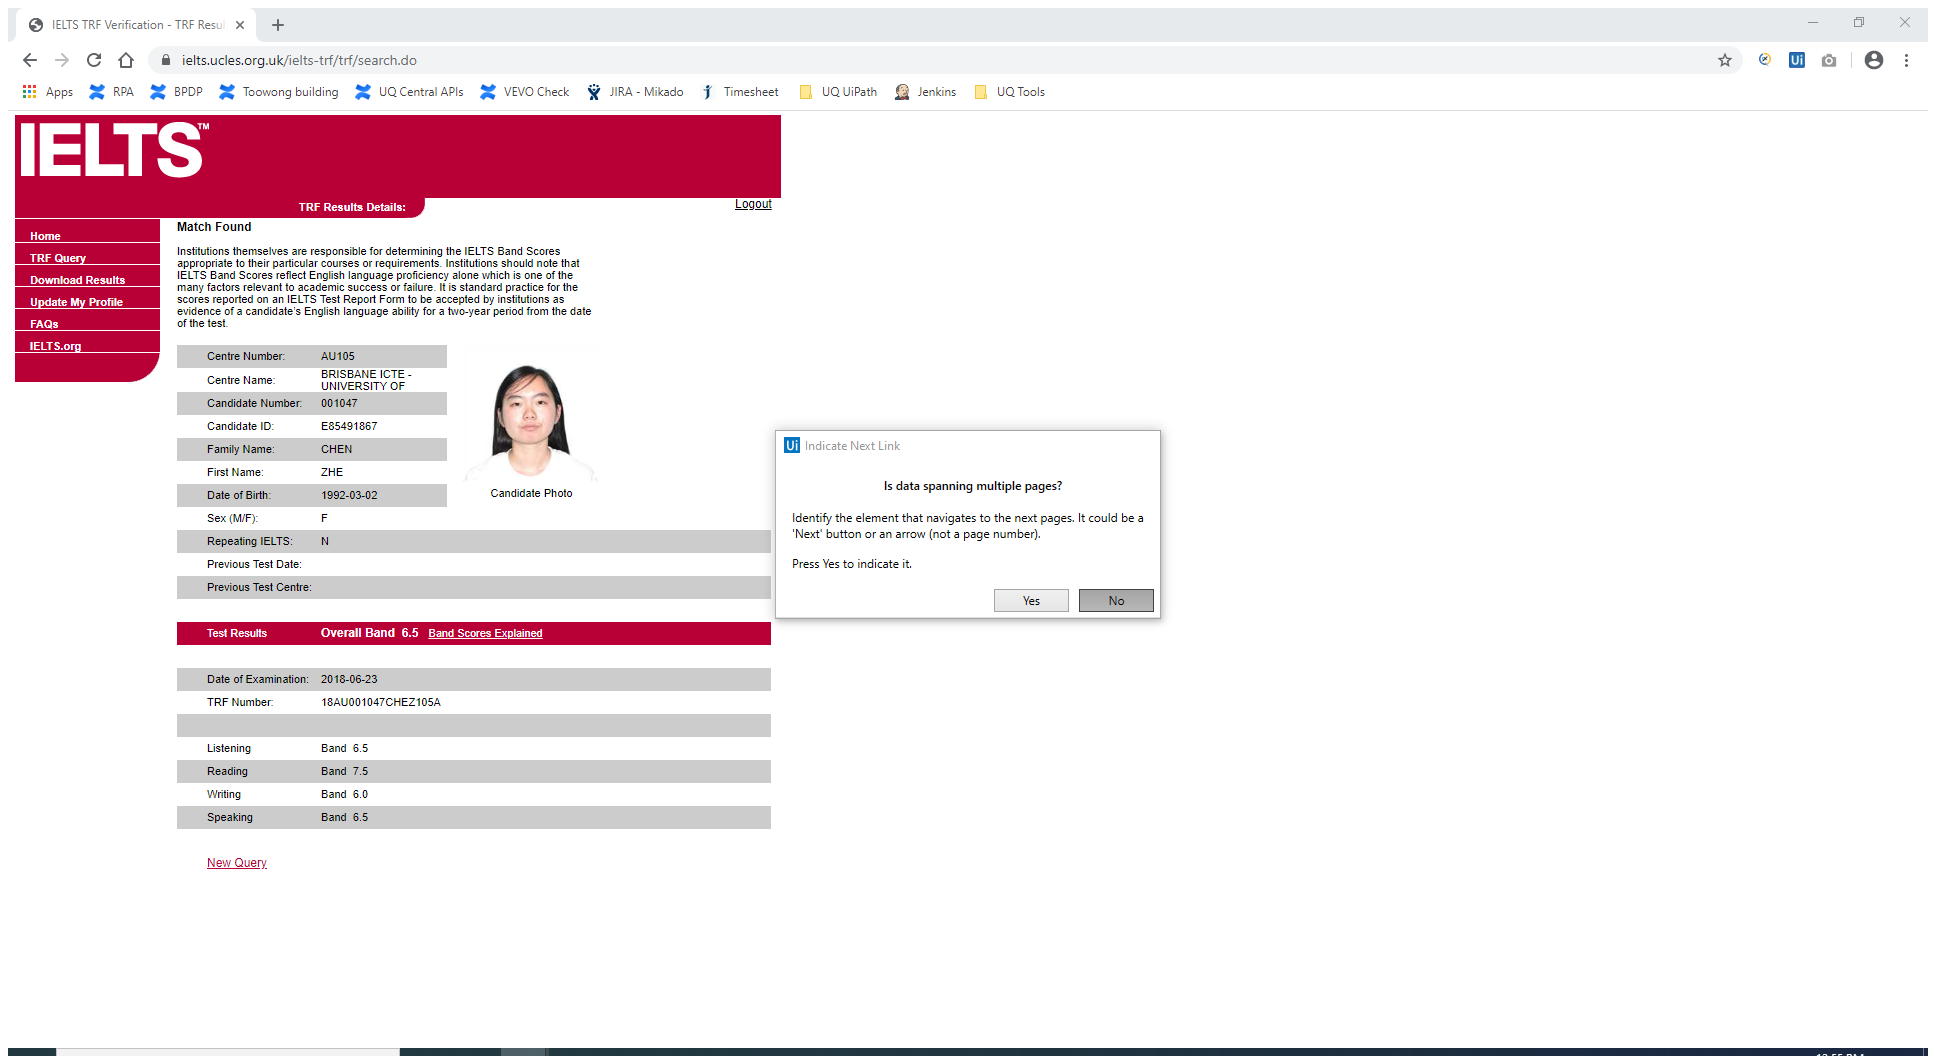 IELTS TRF Verification - TRF Resu
ielts.ucles.org.uk/ielts-trf/trf/search.do
Apps RPA BPDP Toowong building UQ Central APIs VEVO Check JIRA - Mikado Timesheet UQ UiPath Jenkins UQ Tools
IELTS™
TRF Results Details:
Logout
Home
TRF Query
Download Results
Update My Profile
FAQs
IELTS.org
Match Found
Institutions themselves are responsible for determining the IELTS Band Scores
appropriate to their particular courses or requirements. Institutions should note that
IELTS Band Scores reflect English language proficiency alone which is one of the
many factors relevant to academic success or failure. It is standard practice for the
scores reported on an IELTS Test Report Form to be accepted by institutions as
evidence of a candidate's English language ability for a two-year period from the date
of the test.
Centre Number: AU105
Centre Name: BRISBANE ICTE -
UNIVERSITY OF
Candidate Number: 001047
Candidate ID: E85491867
Family Name: CHEN
First Name: ZHE
Date of Birth: 1992-03-02
Candidate Photo
Sex (M/F): F
Repeating IELTS: N
Previous Test Date:
Previous Test Centre:
Test Results Overall Band 6.5 Band Scores Explained
Date of Examination: 2018-06-23
TRF Number: 18AU001047CHEZ105A
Listening Band 6.5
Reading Band 7.5
Writing Band 6.0
Speaking Band 6.5
New Query
Ui Indicate Next Link
Is data spanning multiple pages?
Identify the element that navigates to the next pages. It could be a
'Next' button or an arrow (not a page number).
Press Yes to indicate it.
Yes No